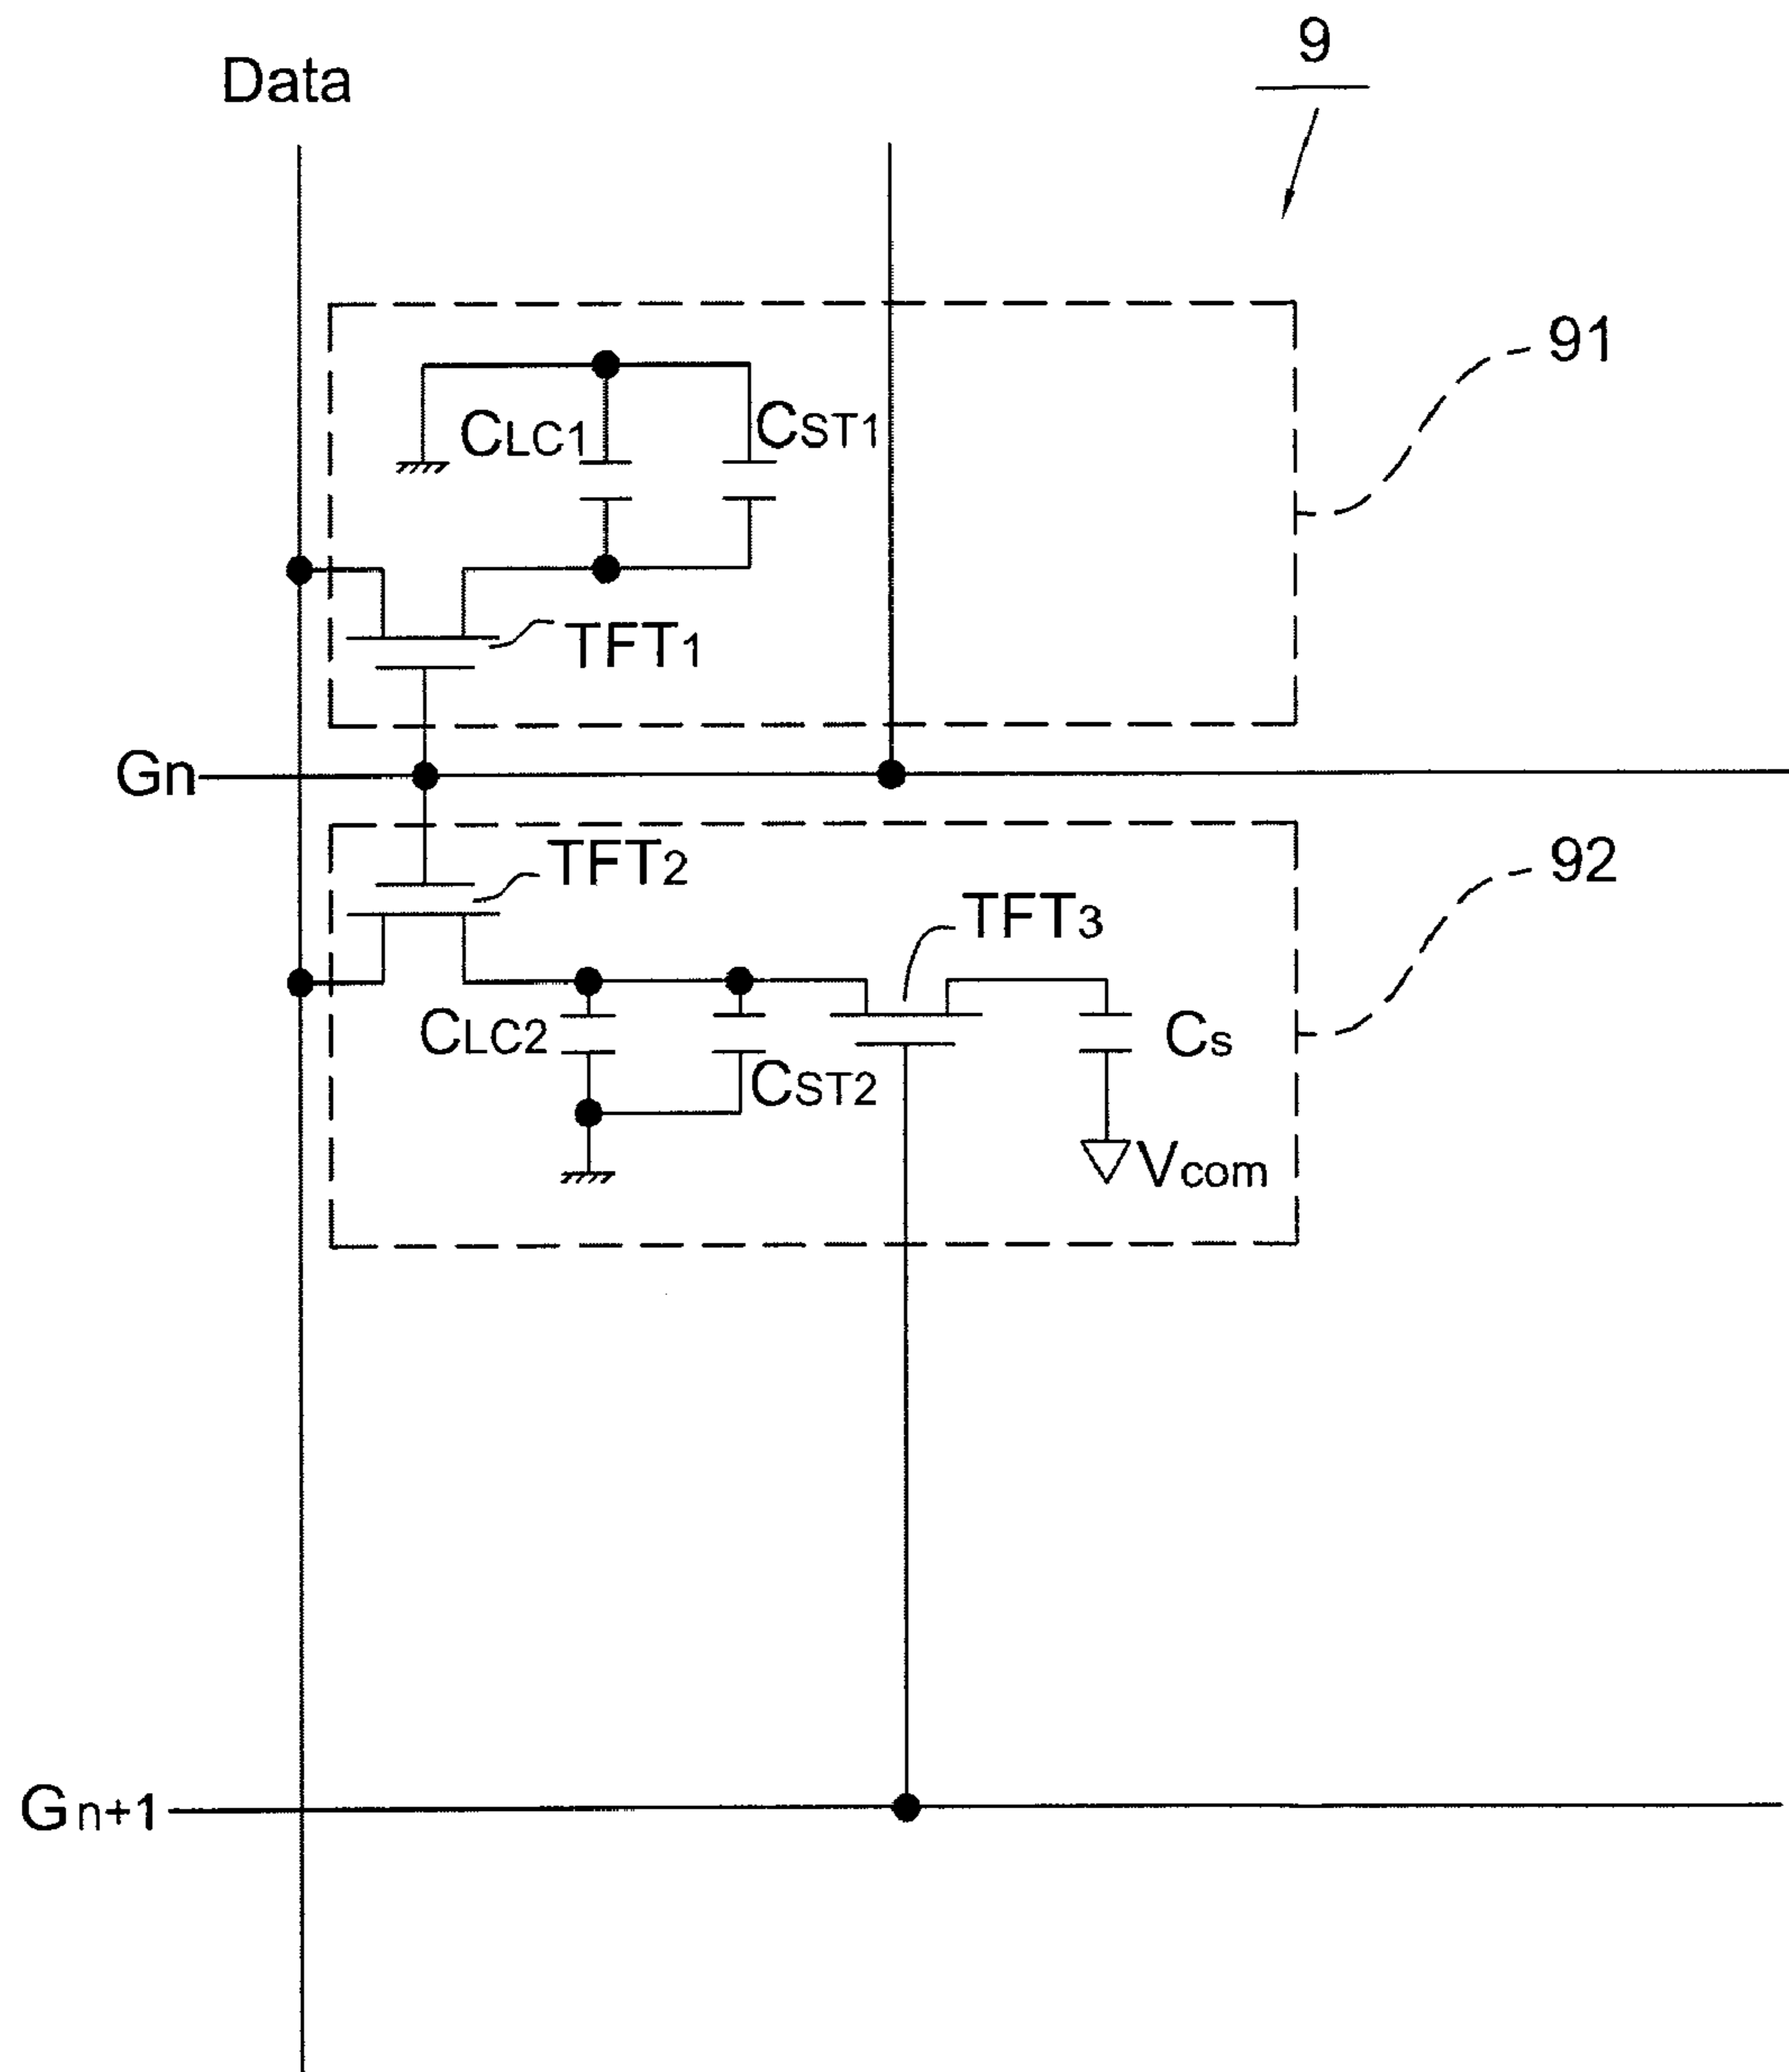 9
Data
91
CLC1
CST1
TFT1
Gn
TFT2
92
TFT3
CLC2
CST2
Cs
Vcom
Gn+1